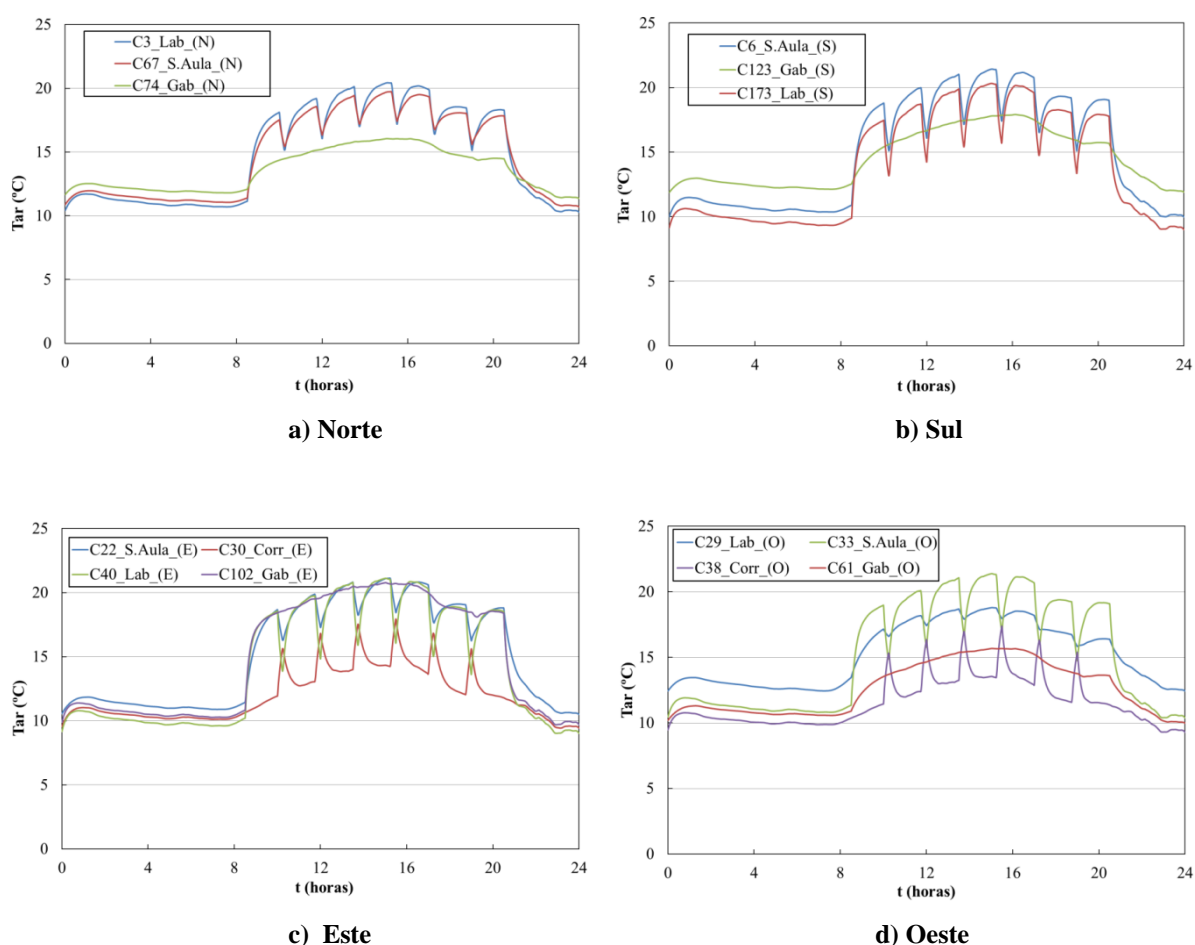 25
20
15
10
5
0
Tar (ºC)
C3_Lab_(N)
C67_S.Aula_(N)
C74_Gab_(N)
0 4 8 12 16 20 24
t (horas)
a) Norte
25
20
15
10
5
0
Tar (ºC)
C6_S.Aula_(S)
C123_Gab_(S)
C173_Lab_(S)
0 4 8 12 16 20 24
t (horas)
b) Sul
25
20
15
10
5
0
Tar (ºC)
C22_S.Aula_(E) C30_Corr_(E)
C40_Lab_(E) C102_Gab_(E)
0 4 8 12 16 20 24
t (horas)
c) Este
25
20
15
10
5
0
Tar (ºC)
C29_Lab_(O) C33_S.Aula_(O)
C38_Corr_(O) C61_Gab_(O)
0 4 8 12 16 20 24
t (horas)
d) Oeste